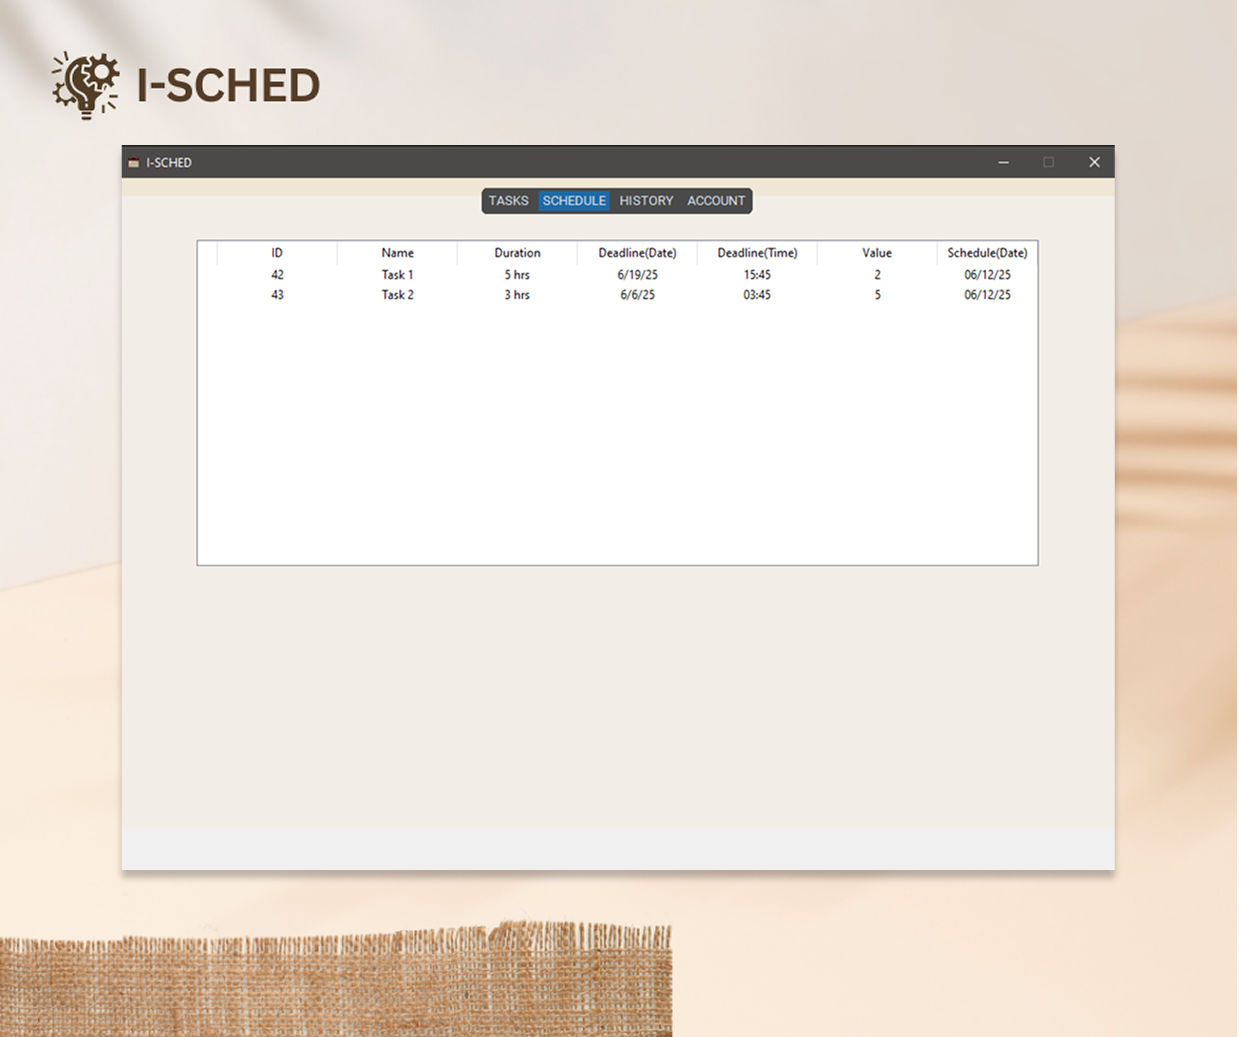 I-SCHED
I-SCHED
TASKS SCHEDULE HISTORY ACCOUNT
ID Name Duration Deadline(Date) Deadline(Time) Value Schedule(Date)
42 Task 1 5 hrs 6/19/25 15:45 2 06/12/25
43 Task 2 3 hrs 6/6/25 03:45 5 06/12/25